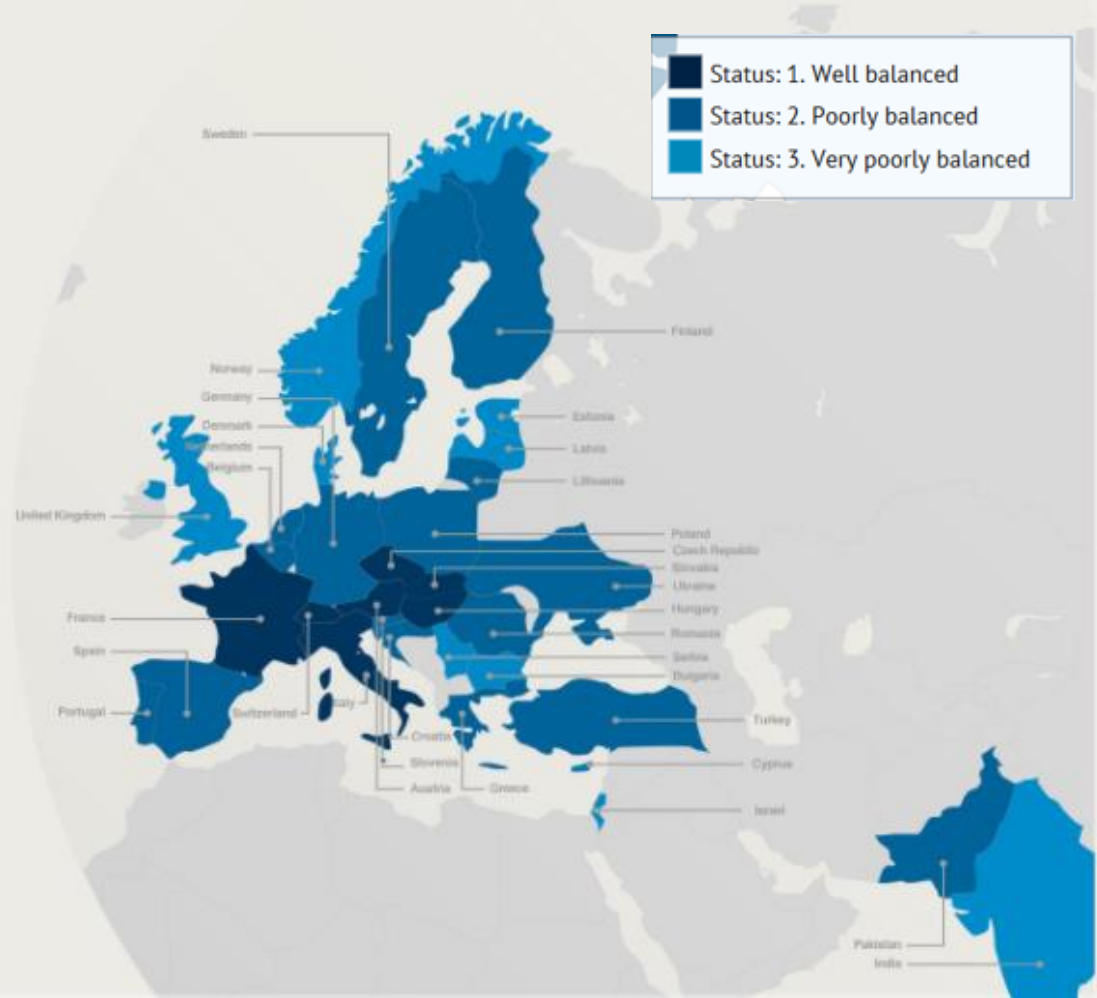 Status: 1. Well balanced
Status: 2. Poorly balanced
Status: 3. Very poorly balanced
Sweden
Finland
Norway
Germany
Estonia
Denmark
Netherlands
Latvia
Belgium
Lithuania
United Kingdom
Poland
Czech Republic
Slovakia
Ukraine
Hungary
France
Romania
Spain
Serbia
Bulgaria
Italy
Portugal
Switzerland
Turkey
Croatia
Slovenia
Cyprus
Austria
Greece
Israel
Pakistan
India